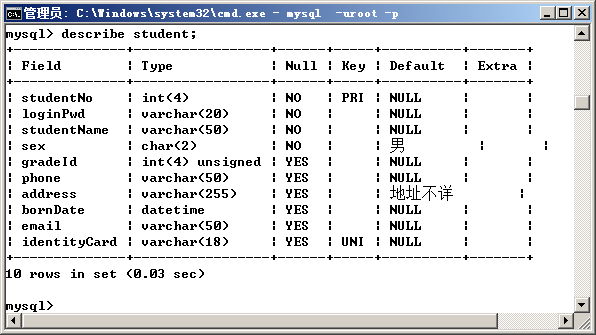 管理员: C:\Windows\system32\cmd.exe - mysql  -uroot -p
mysql> describe student;
+--------------+------------------+------+-----+----------+-------+
¦ Field        ¦ Type             ¦ Null ¦ Key ¦ Default  ¦ Extra ¦
+--------------+------------------+------+-----+----------+-------+
¦ studentNo    ¦ int(4)           ¦ NO   ¦ PRI ¦ NULL     ¦       ¦
¦ loginPwd     ¦ varchar(20)      ¦ NO   ¦     ¦ NULL     ¦       ¦
¦ studentName  ¦ varchar(50)      ¦ NO   ¦     ¦ NULL     ¦       ¦
¦ sex          ¦ char(2)          ¦ NO   ¦     ¦ 男         ¦       ¦
¦ gradeId      ¦ int(4) unsigned  ¦ YES  ¦     ¦ NULL     ¦       ¦
¦ phone        ¦ varchar(50)      ¦ YES  ¦     ¦ NULL     ¦       ¦
¦ address      ¦ varchar(255)     ¦ YES  ¦     ¦ 地址不详         ¦
¦ bornDate     ¦ datetime         ¦ YES  ¦     ¦ NULL     ¦       ¦
¦ email        ¦ varchar(50)      ¦ YES  ¦     ¦ NULL     ¦       ¦
¦ identityCard ¦ varchar(18)      ¦ YES  ¦ UNI ¦ NULL     ¦       ¦
+--------------+------------------+------+-----+----------+-------+
10 rows in set (0.03 sec)
mysql>